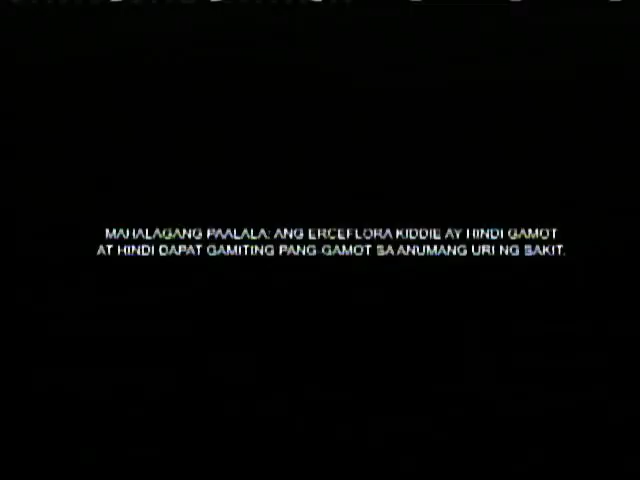 MAHALAGANG PAALALA: ANG ERCEFLORA KIDDIE AY HINDI GAMOT
AT HINDI DAPAT GAMITING PANG-GAMOT SA ANUMANG URI NG SAKIT.